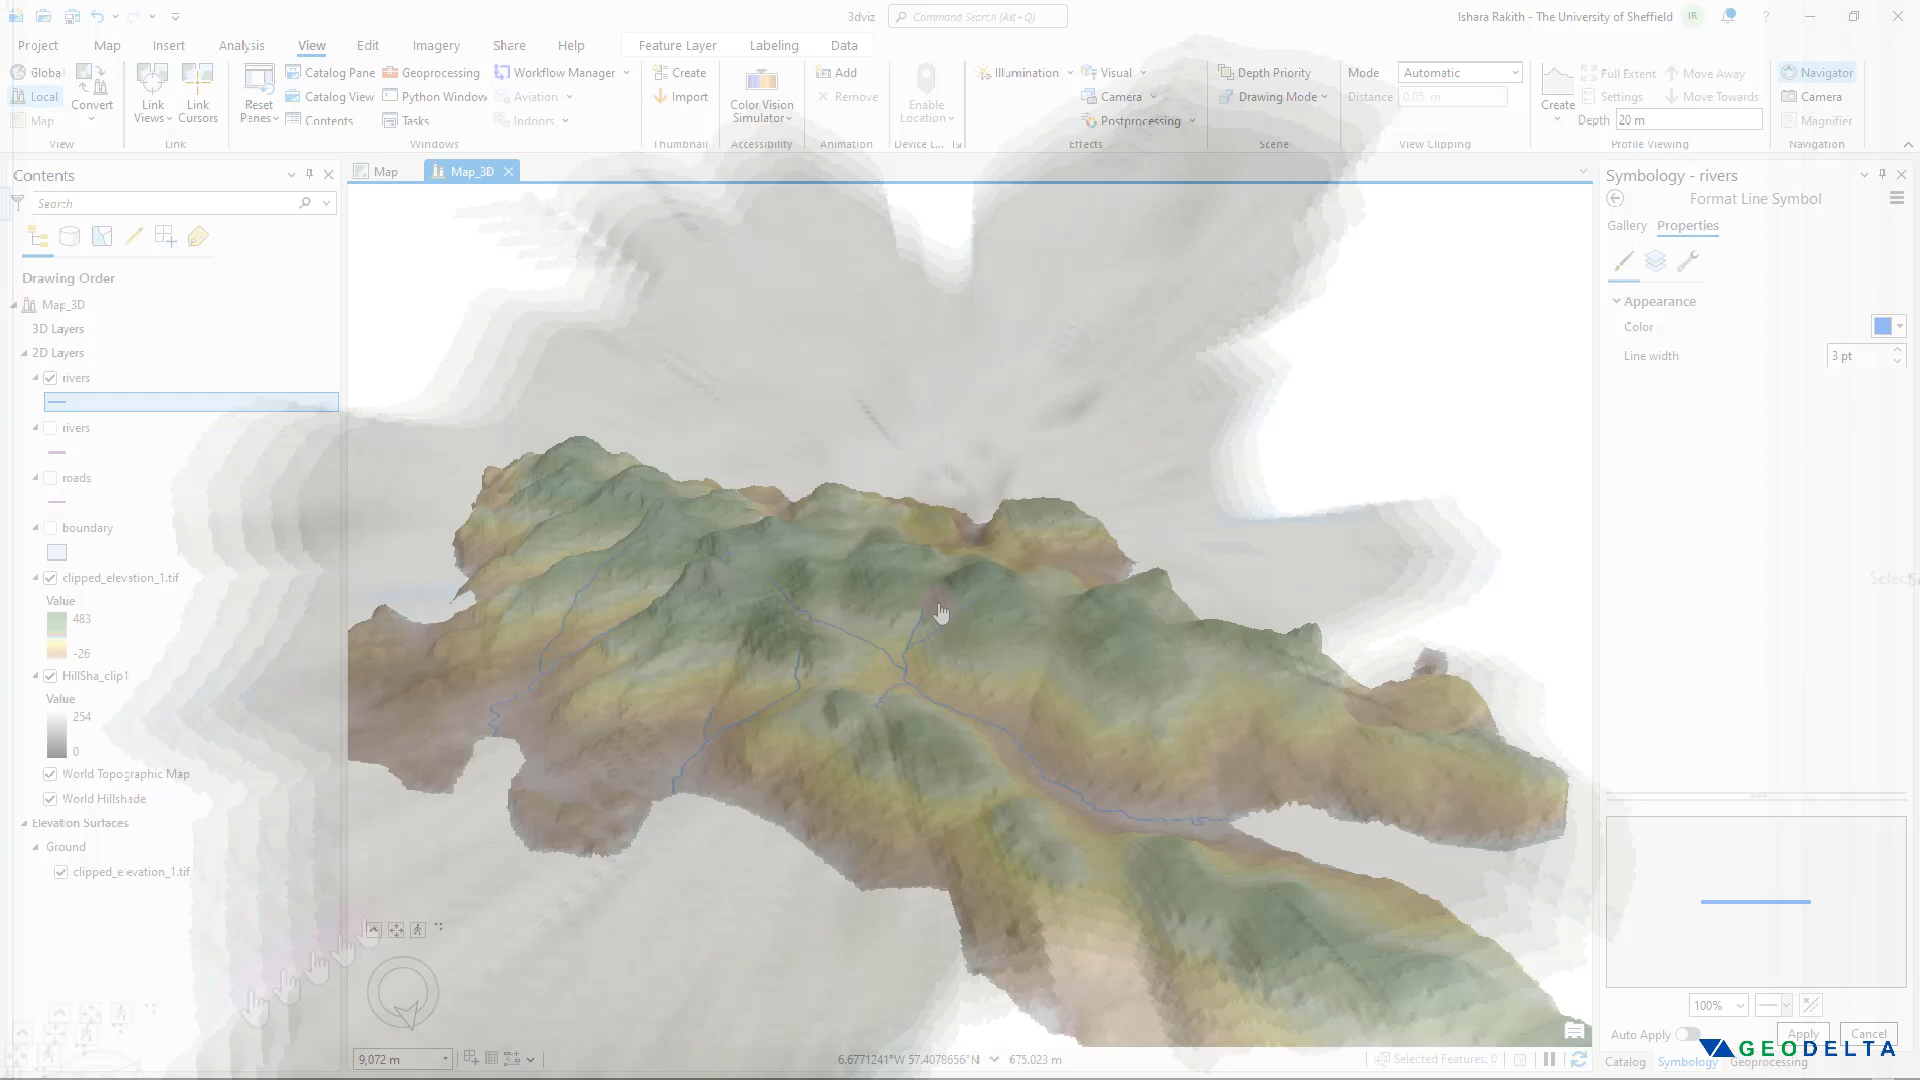 3dviz
Command Search (Alt+Q)
Ishara Rakith - The University of Sheffield
IR
Project Map Insert Analysis View Edit Imagery Share Help Feature Layer Labeling Data
Global
Local
Map
Convert
View
Link Views
Link Cursors
Link
Reset Panes
Catalog Pane
Catalog View
Contents
Geoprocessing
Python Window
Tasks
Workflow Manager
Aviation
Indoors
Windows
Create
Import
Thumbnail
Color Vision Simulator
Accessibility
Add
Remove
Animation
Enable Location
Device L...
Illumination
Visual
Camera
Postprocessing
Effects
Depth Priority
Drawing Mode
Scene
Mode Automatic
Distance 0.05 m
View Clipping
Create
Full Extent
Settings
Move Away
Move Towards
Depth 20 m
Profile Viewing
Navigator
Camera
Magnifier
Navigation
Contents
Search
Drawing Order
Map_3D
3D Layers
2D Layers
rivers
rivers
roads
boundary
clipped_elevation_1.tif
Value
483
-26
HillSha_clip1
Value
254
0
World Topographic Map
World Hillshade
Elevation Surfaces
Ground
clipped_elevation_1.tif
Map
Map_3D
9,072 m
6.6771241°W 57.4078656°N
675.023 m
Selected Features: 0
Symbology - rivers
Format Line Symbol
Gallery Properties
Appearance
Color
Line width 3 pt
100%
Auto Apply
Apply
Cancel
GEODELTA
Catalog Symbology Geoprocessing